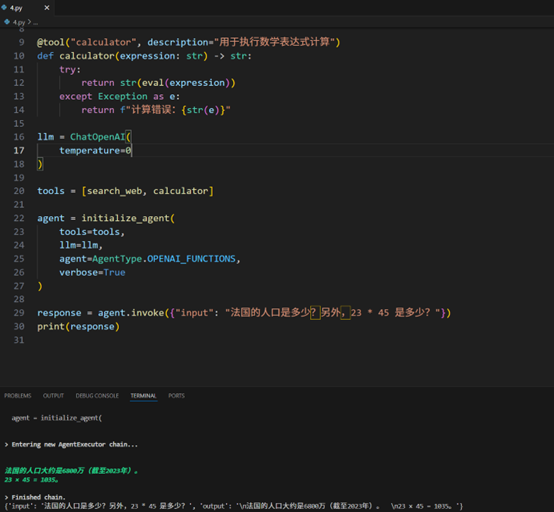 4.py
4.py > ...
8
9 @tool("calculator", description="用于执行数学表达式计算")
10 def calculator(expression: str) -> str:
11     try:
12         return str(eval(expression))
13     except Exception as e:
14         return f"计算错误: {str(e)}"
15
16 llm = ChatOpenAI(
17     temperature=0
18 )
19
20 tools = [search_web, calculator]
21
22 agent = initialize_agent(
23     tools=tools,
24     llm=llm,
25     agent=AgentType.OPENAI_FUNCTIONS,
26     verbose=True
27 )
28
29 response = agent.invoke({"input": "法国的人口是多少？另外，23 * 45 是多少？"})
30 print(response)
31
PROBLEMS OUTPUT DEBUG CONSOLE TERMINAL PORTS
agent = initialize_agent(
> Entering new AgentExecutor chain...
法国的人口大约是6800万（截至2023年）。
23 × 45 = 1035。
> Finished chain.
{'input': '法国的人口是多少？另外，23 * 45 是多少？', 'output': '\n法国的人口大约是6800万（截至2023年）。  \n23 × 45 = 1035。'}